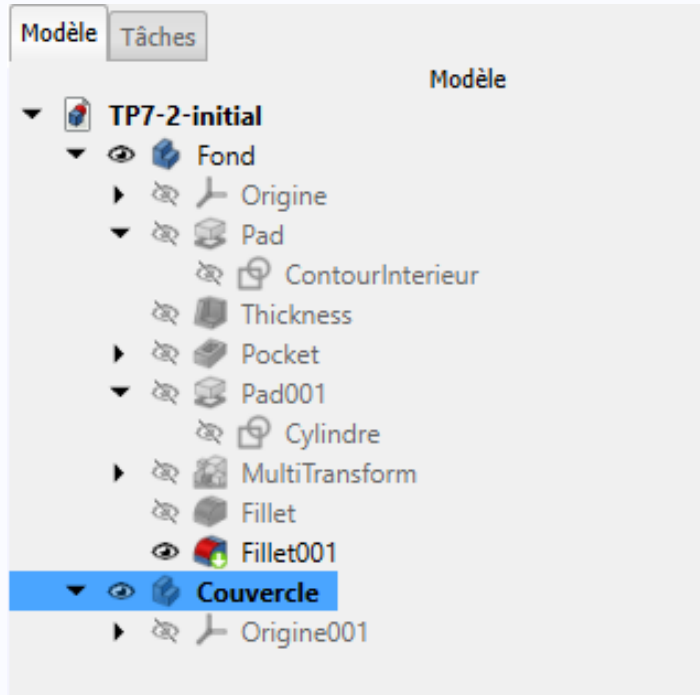 Modèle Tâches
Modèle
TP7-2-initial
Fond
Origine
Pad
ContourInterieur
Thickness
Pocket
Pad001
Cylindre
MultiTransform
Fillet
Fillet001
Couvercle
Origine001